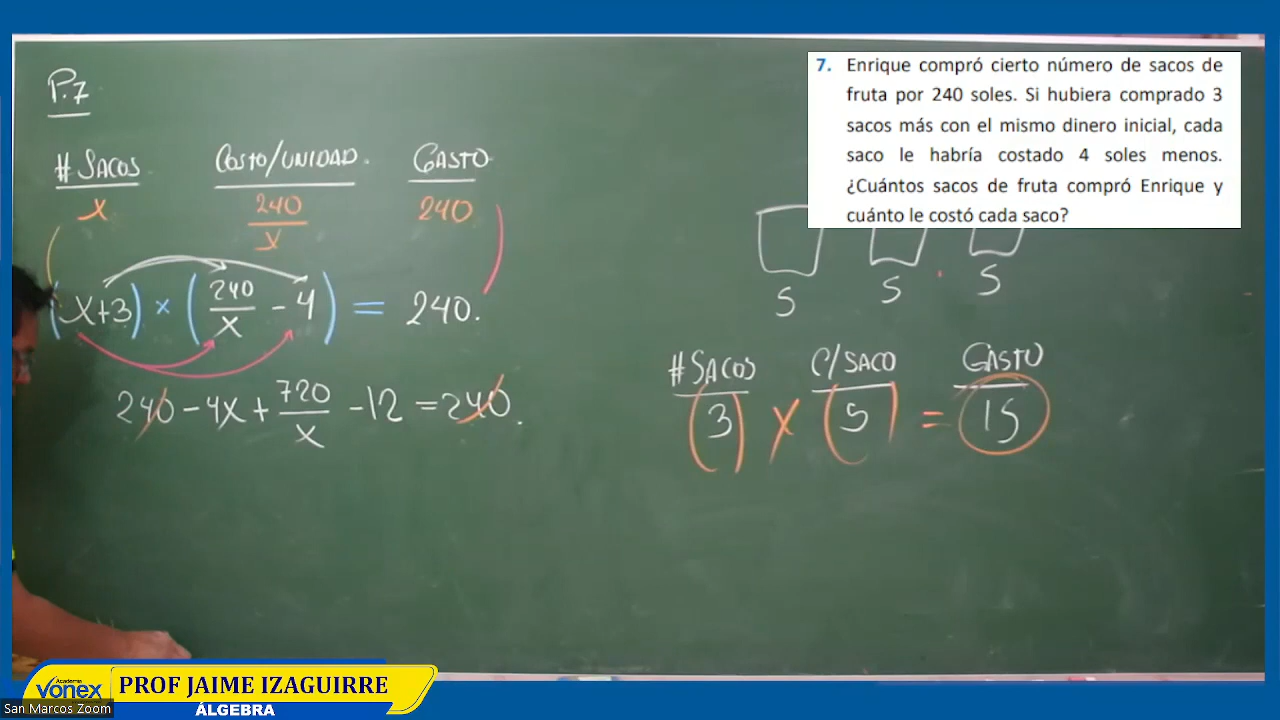 P.7
# SACOS COSTO/UNIDAD. GASTO
x 240/x 240
(x+3) × (240/x - 4) = 240.
240 - 4x + 720/x - 12 = 240.
7. Enrique compró cierto número de sacos de
fruta por 240 soles. Si hubiera comprado 3
sacos más con el mismo dinero inicial, cada
saco le habría costado 4 soles menos.
¿Cuántos sacos de fruta compró Enrique y
cuánto le costó cada saco?
S S S
# SACOS C/SACO GASTO
(3) × (5) = 15
Academia
VONEX
PROF JAIME IZAGUIRRE
ÁLGEBRA
San Marcos Zoom